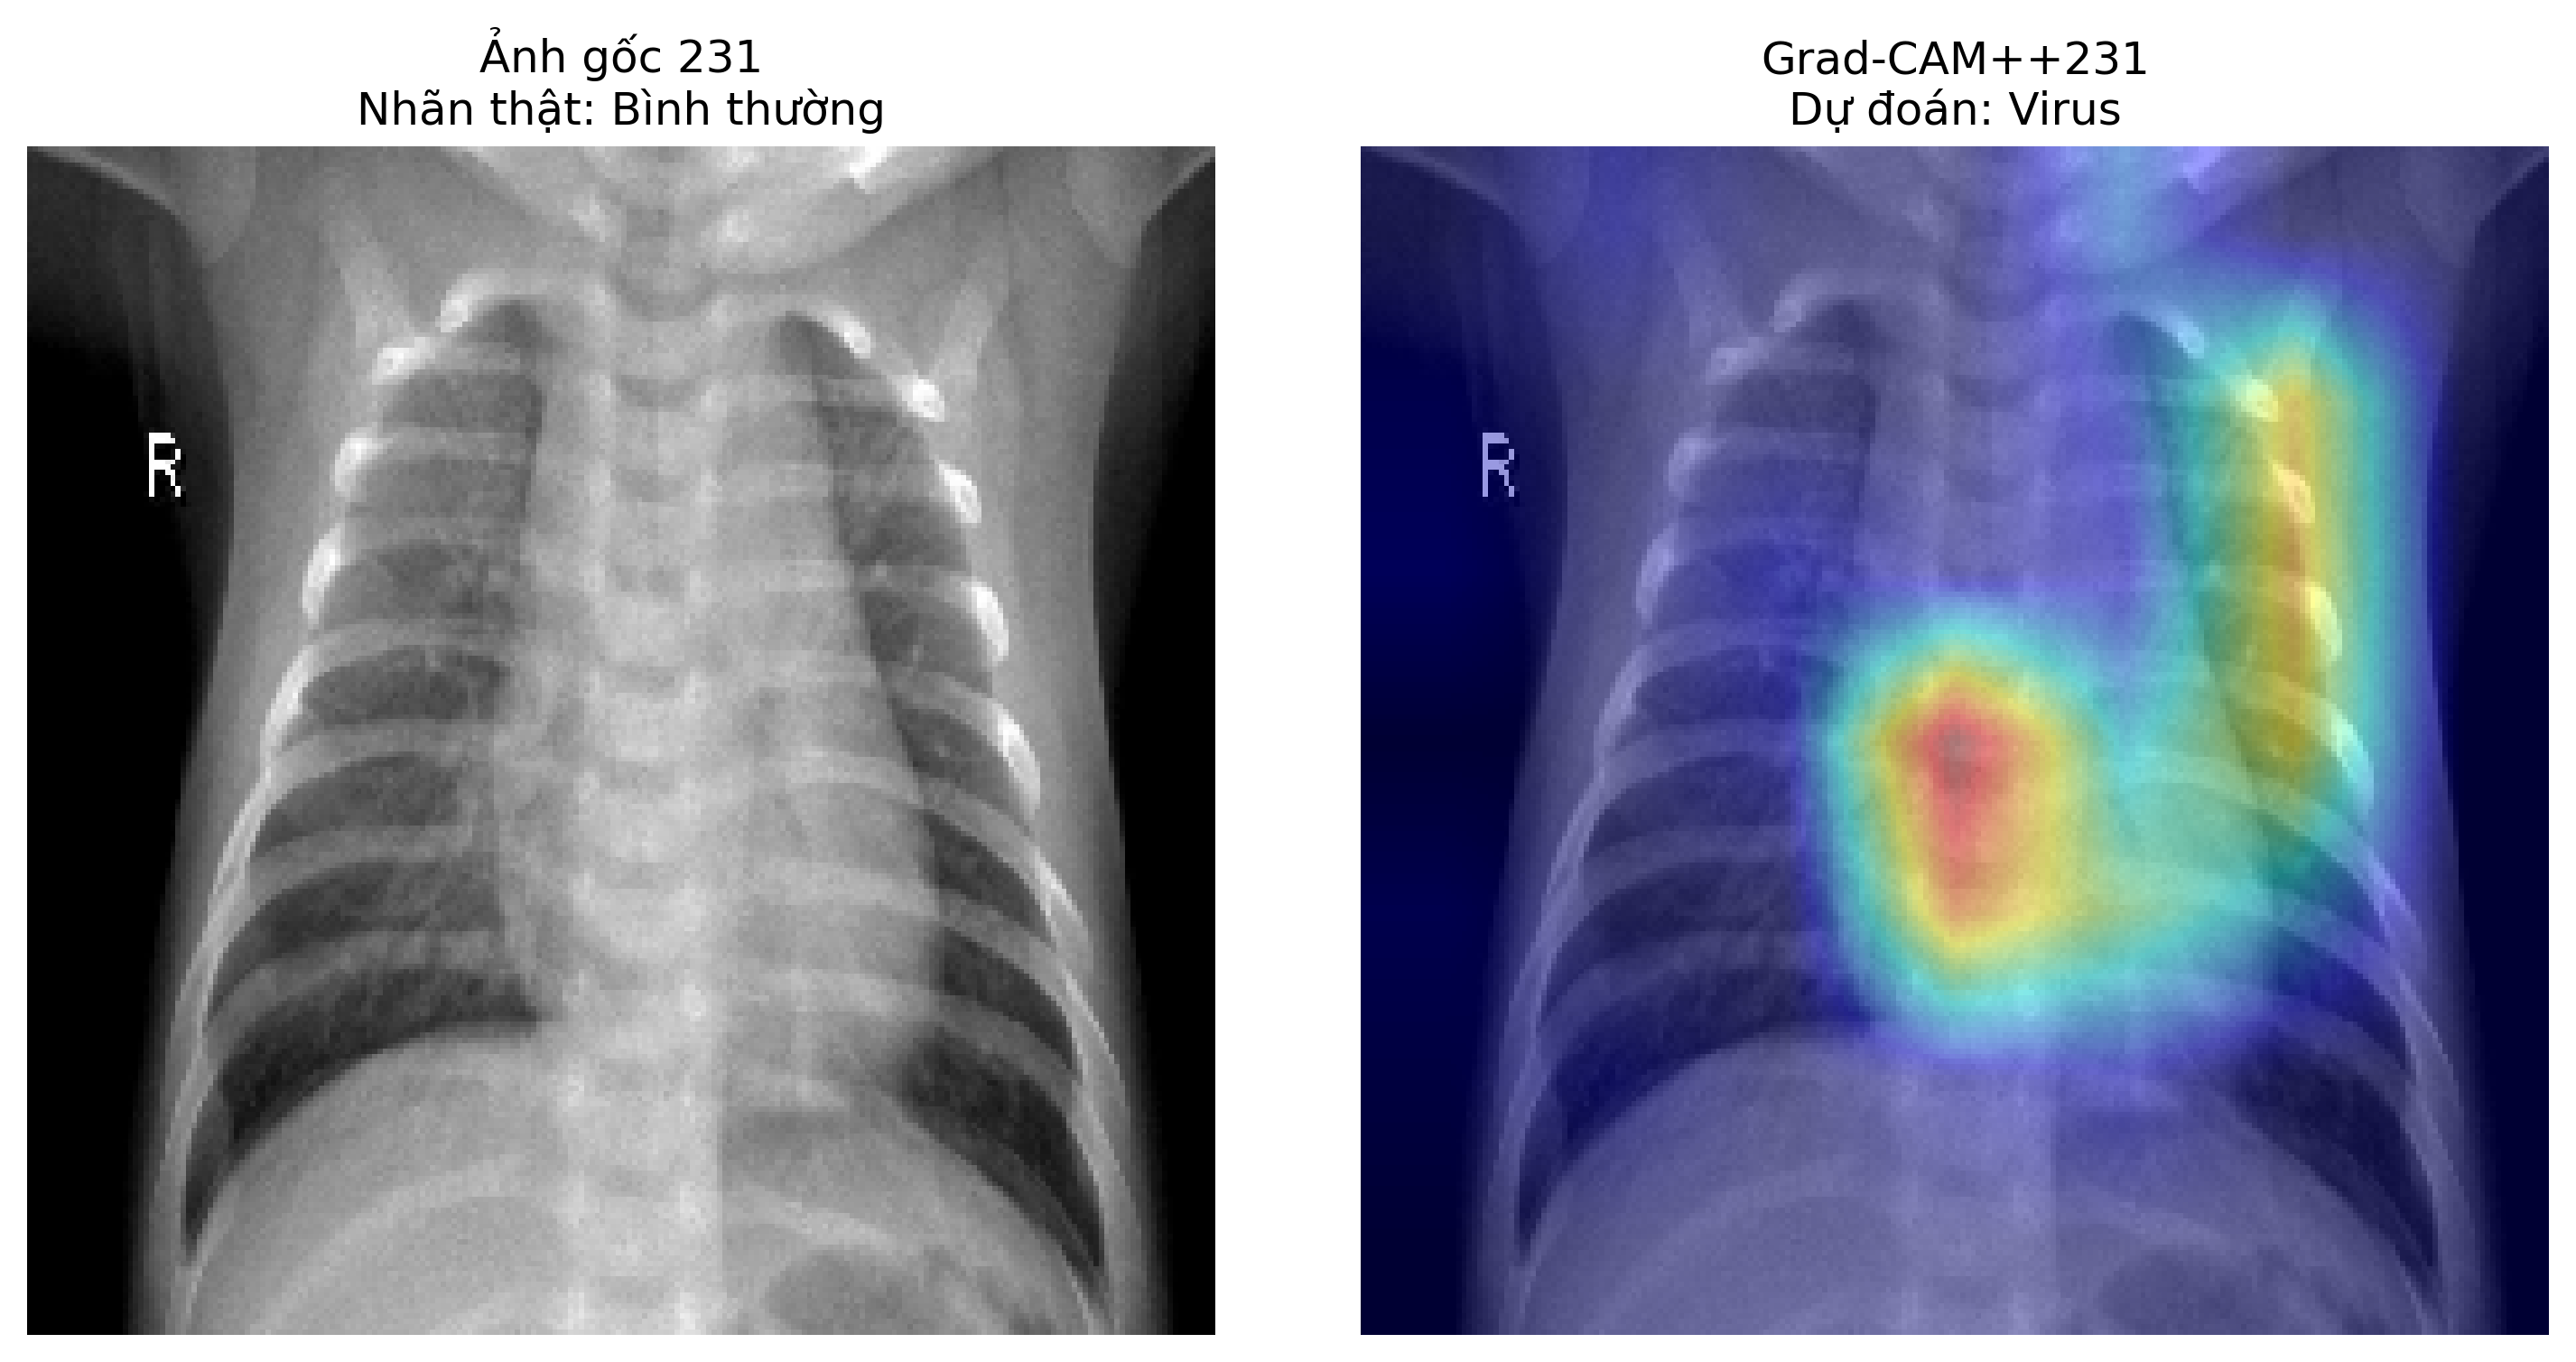 Ảnh gốc 231
Nhãn thật: Bình thường
Grad-CAM++231
Dự đoán: Virus
R
R